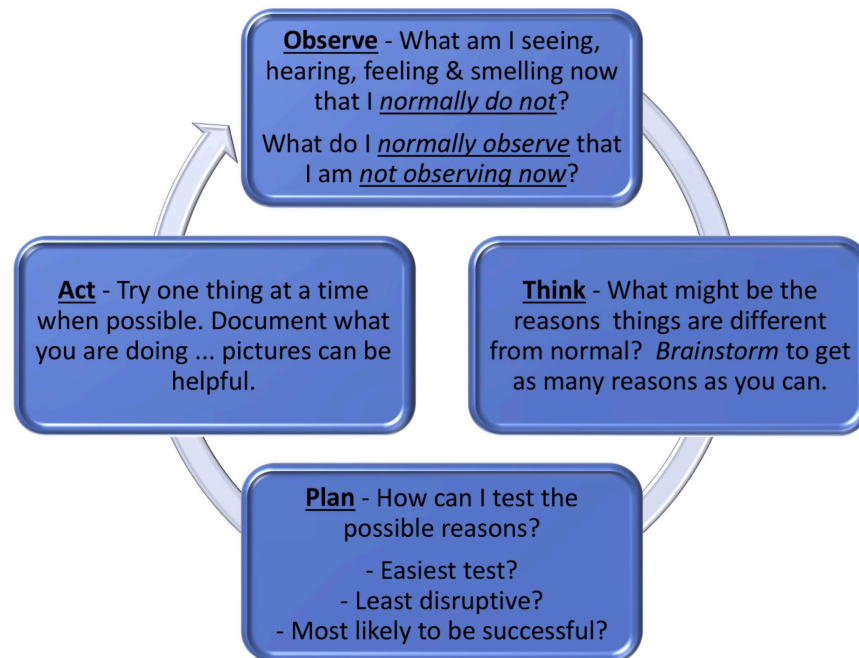 Observe - What am I seeing,
hearing, feeling & smelling now
that I normally do not?
What do I normally observe that
I am not observing now?
Think - What might be the
reasons  things are different
from normal?  Brainstorm to get
as many reasons as you can.
Plan - How can I test the
possible reasons?
- Easiest test?
- Least disruptive?
- Most likely to be successful?
Act - Try one thing at a time
when possible. Document what
you are doing ... pictures can be
helpful.